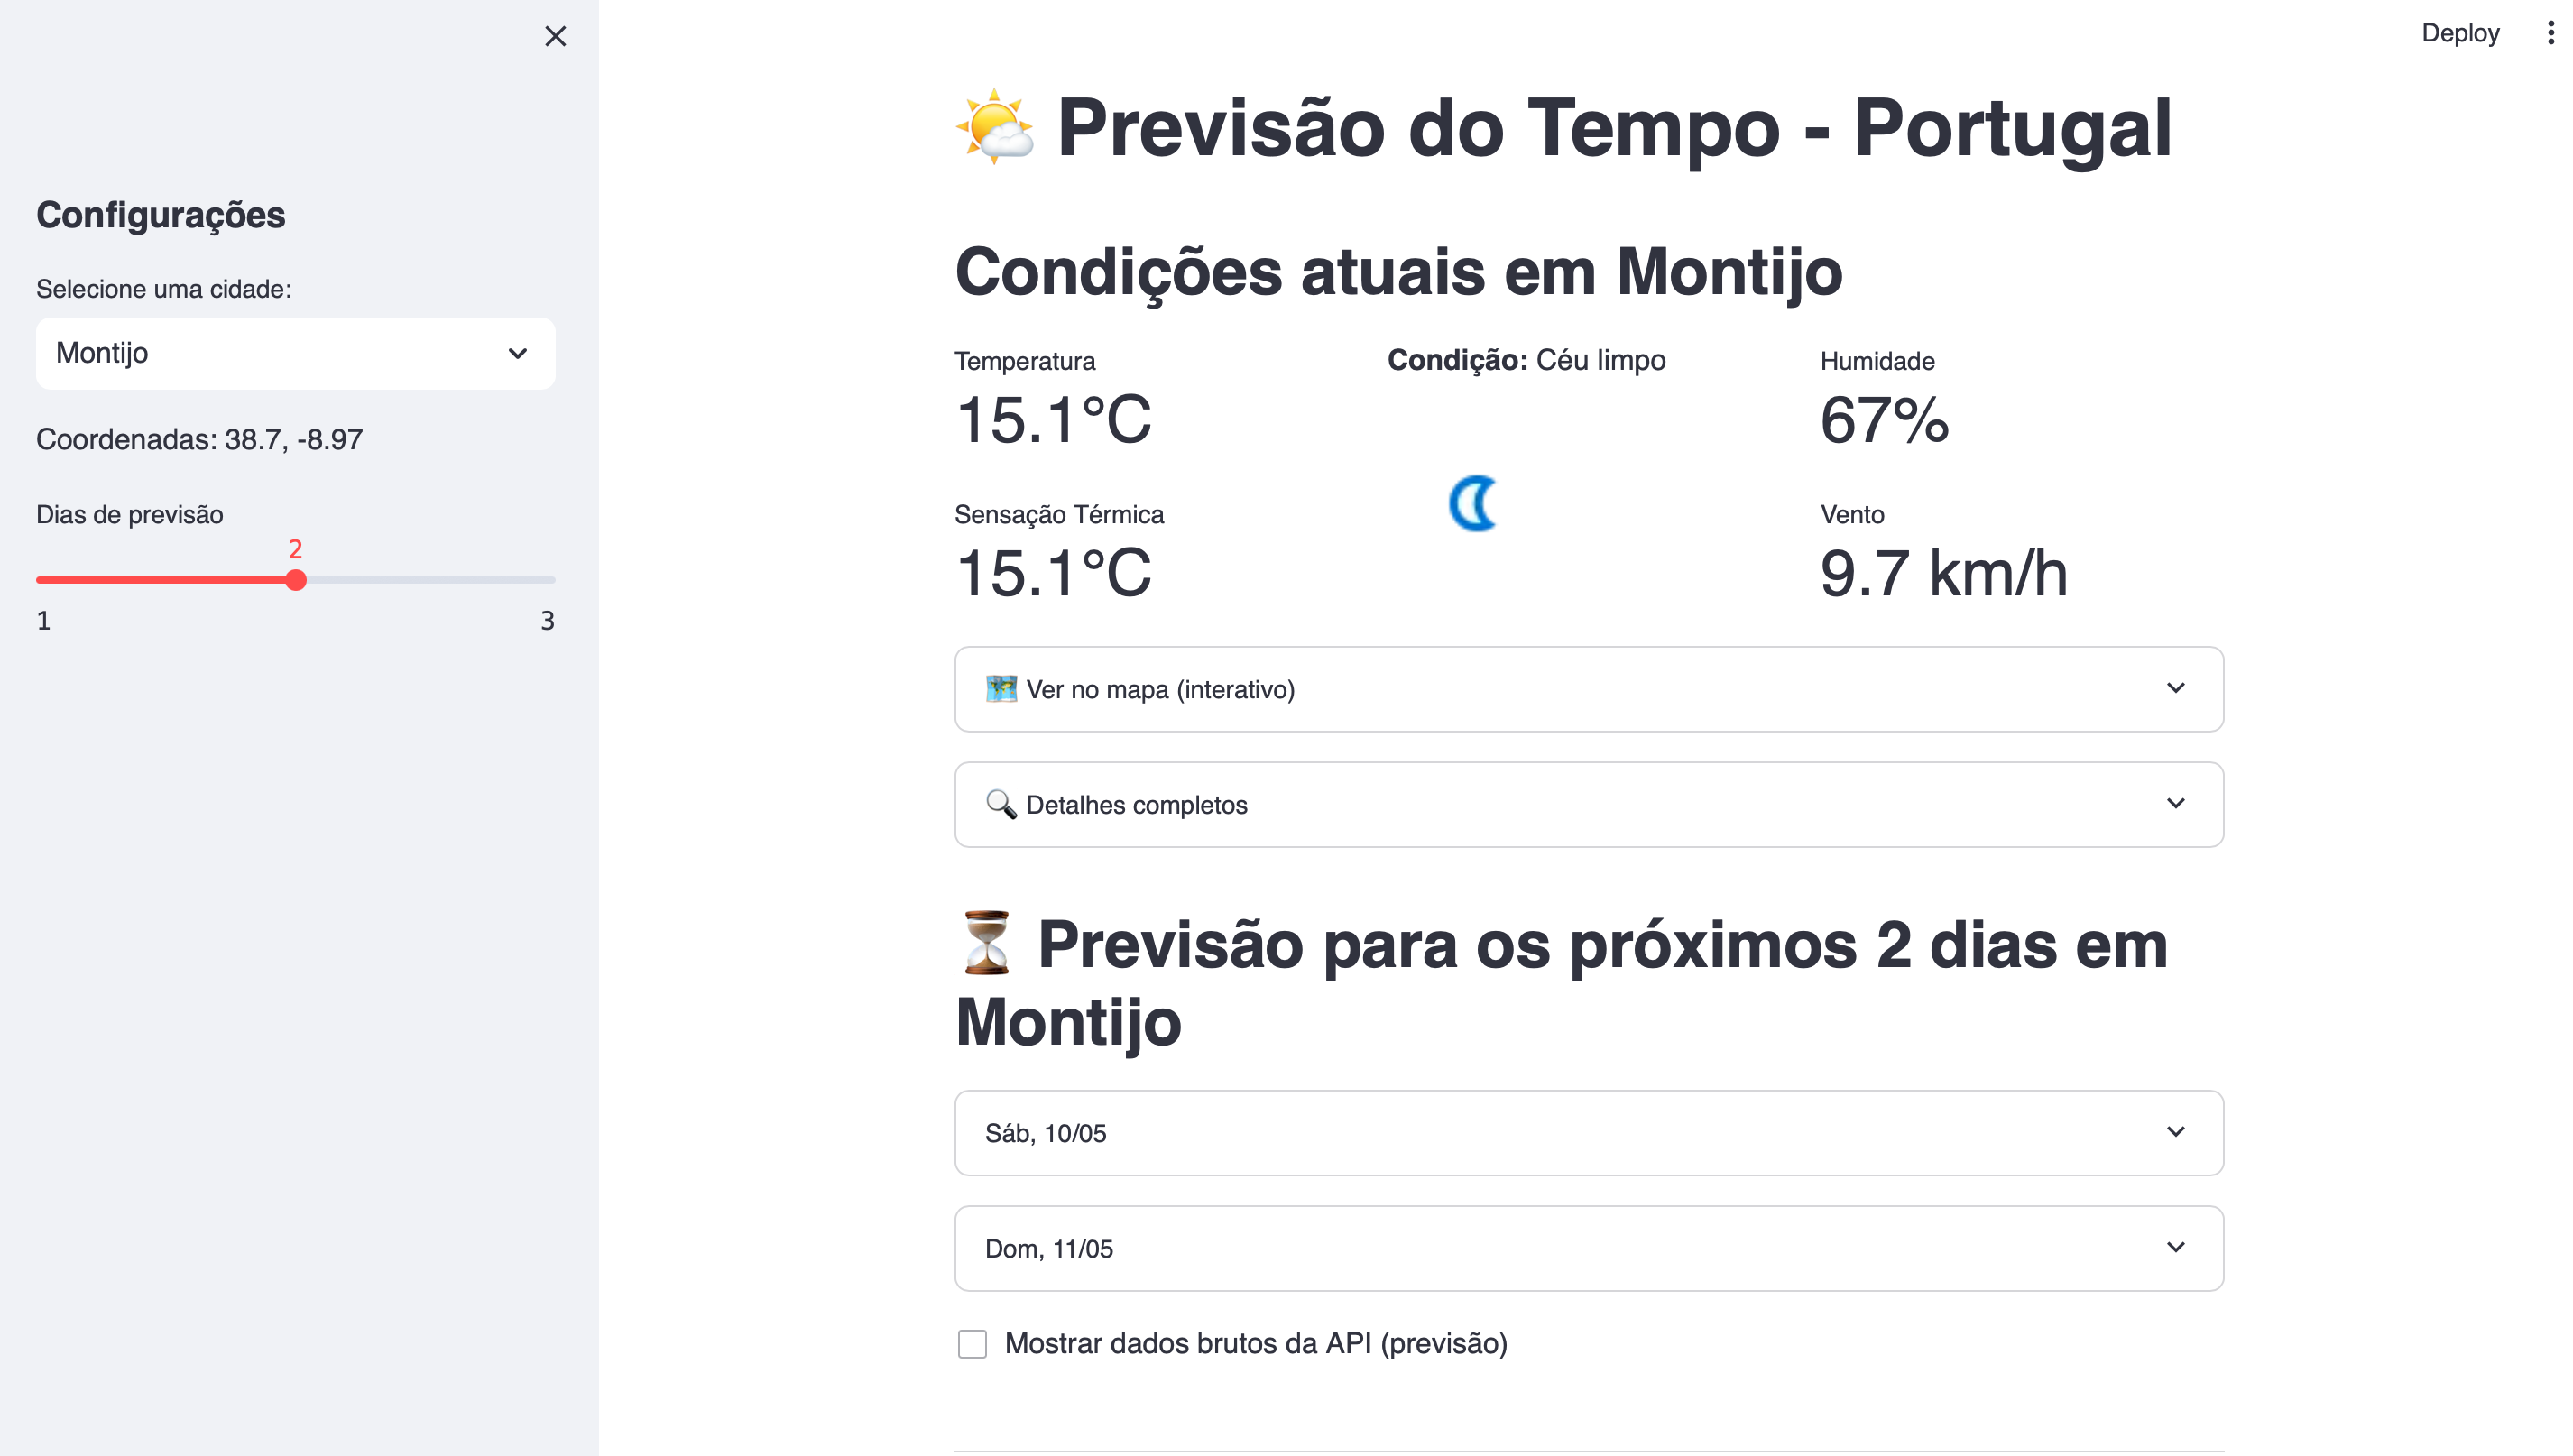 Deploy
Configurações
Selecione uma cidade:
Montijo
Coordenadas: 38.7, -8.97
Dias de previsão
2
1 3
Previsão do Tempo - Portugal
Condições atuais em Montijo
Temperatura
15.1°C
Sensação Térmica
15.1°C
Condição: Céu limpo
Humidade
67%
Vento
9.7 km/h
Ver no mapa (interativo)
Detalhes completos
Previsão para os próximos 2 dias em
Montijo
Sáb, 10/05
Dom, 11/05
Mostrar dados brutos da API (previsão)